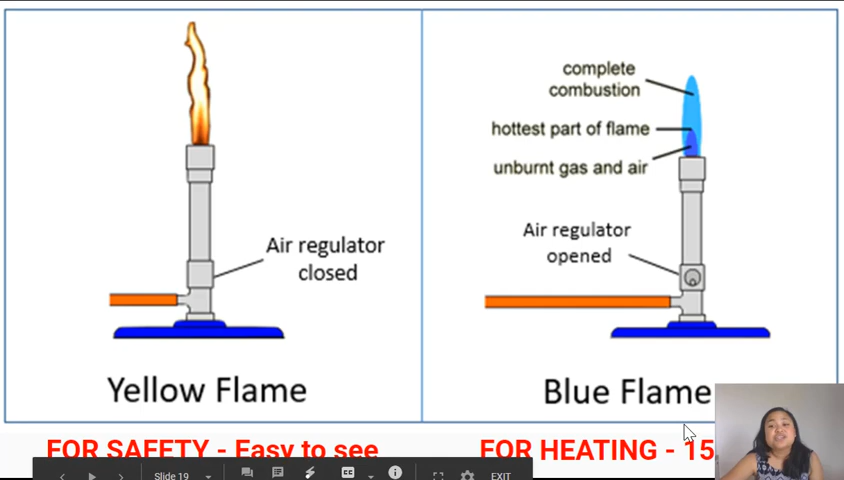 complete
combustion
hottest part of flame
unburnt gas and air
Air regulator
closed
Air regulator
opened
Yellow Flame
Blue Flame
FOR SAFETY - Easy to see
FOR HEATING - 15
Slide 19
CC
EXIT